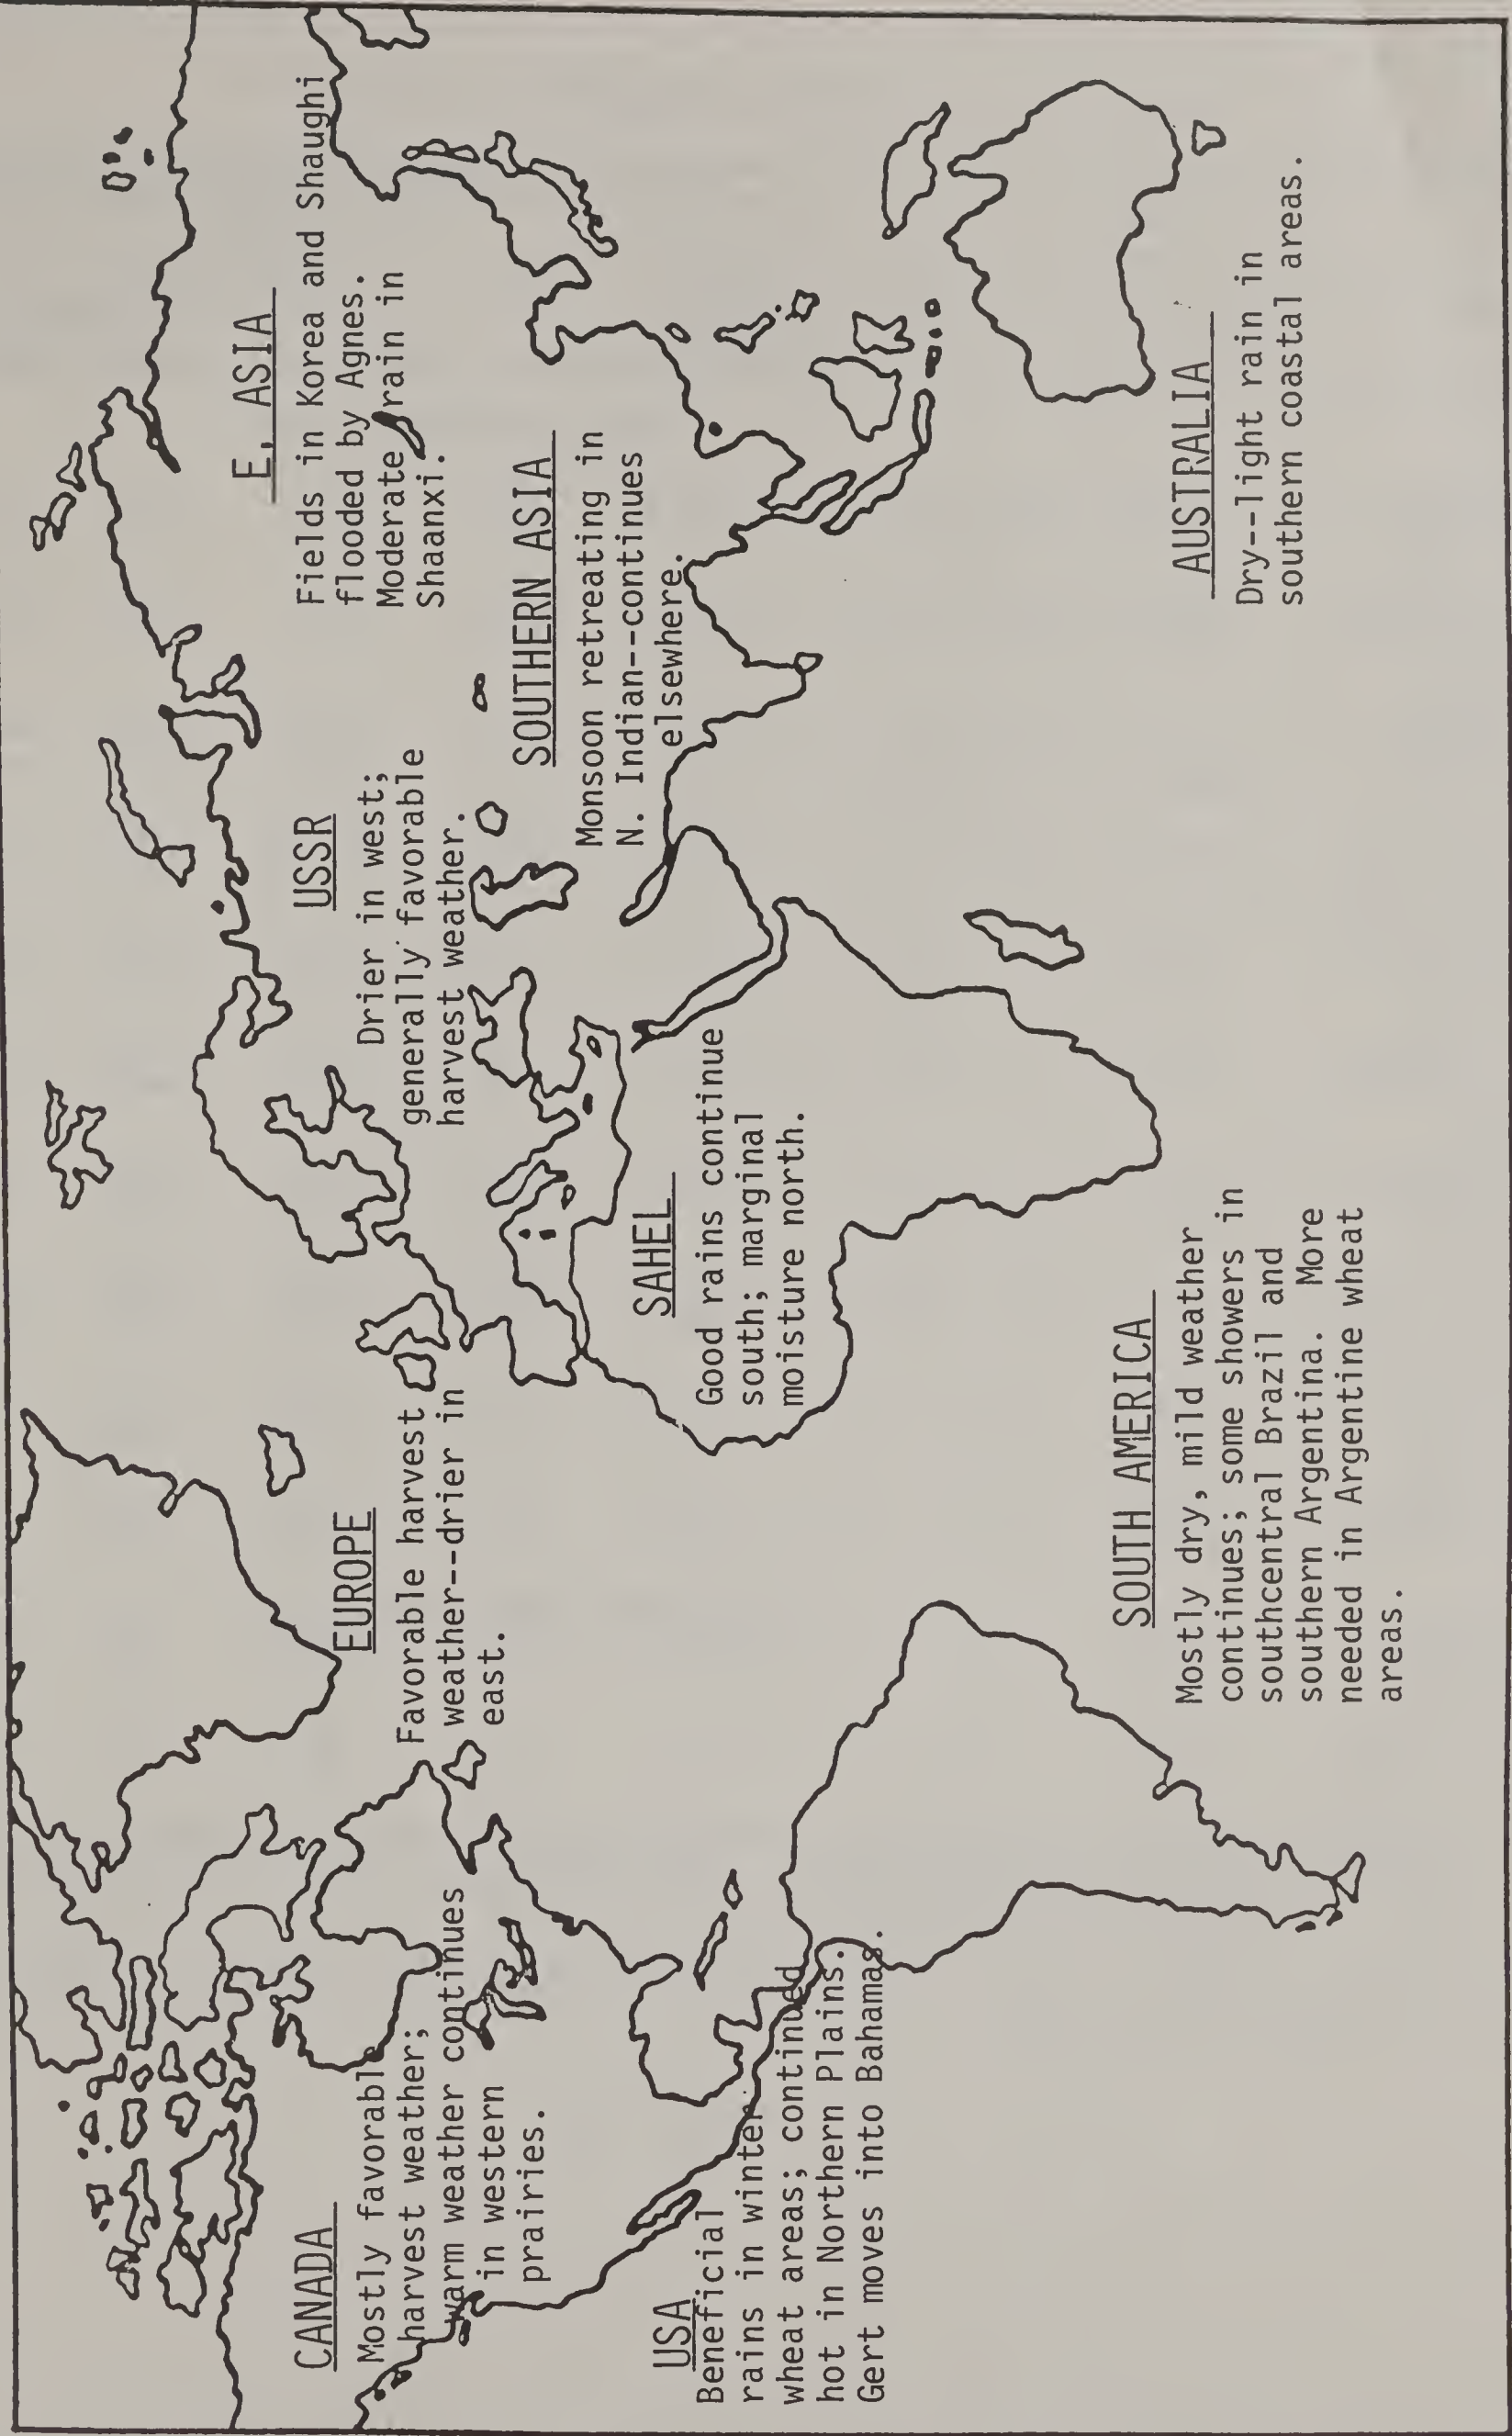 CANADA
Mostly favorable
harvest weather;
warm weather continues
in western
prairies.
USA
Beneficial
rains in winter
wheat areas; continued
hot in Northern Plains.
Gert moves into Bahamas.
EUROPE
Favorable harvest
weather--drier in
east.
SOUTH AMERICA
Mostly dry, mild weather
continues; some showers in
southcentral Brazil and
southern Argentina.  More
needed in Argentine wheat
areas.
SAHEL
Good rains continue
south; marginal
moisture north.
USSR
Drier in west;
generally favorable
harvest weather.
SOUTHERN ASIA
Monsoon retreating in
N. Indian--continues
elsewhere.
E. ASIA
Fields in Korea and Shaughi
flooded by Agnes.
Moderate rain in
Shaanxi.
AUSTRALIA
Dry--light rain in
southern coastal areas.